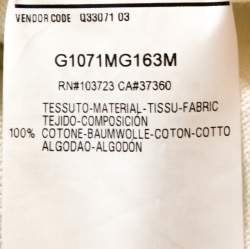 VENDOR CODE Q33071 03
G1071MG163M
RN#103723 CA#37360
TESSUTO-MATERIAL-TISSU-FABRIC
TEJIDO-COMPOSICIÓN
100% COTONE-BAUMWOLLE-COTON-COTTO
ALGODAO-ALGODÓN